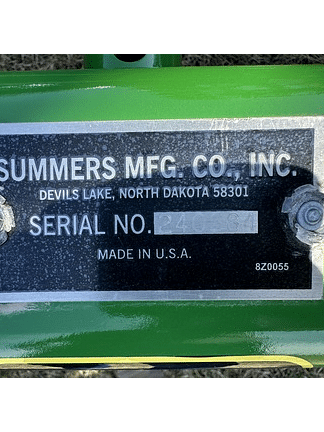 SUMMERS MFG. CO., INC.
DEVILS LAKE, NORTH DAKOTA 58301
SERIAL NO.
MADE IN U.S.A.
8Z0055